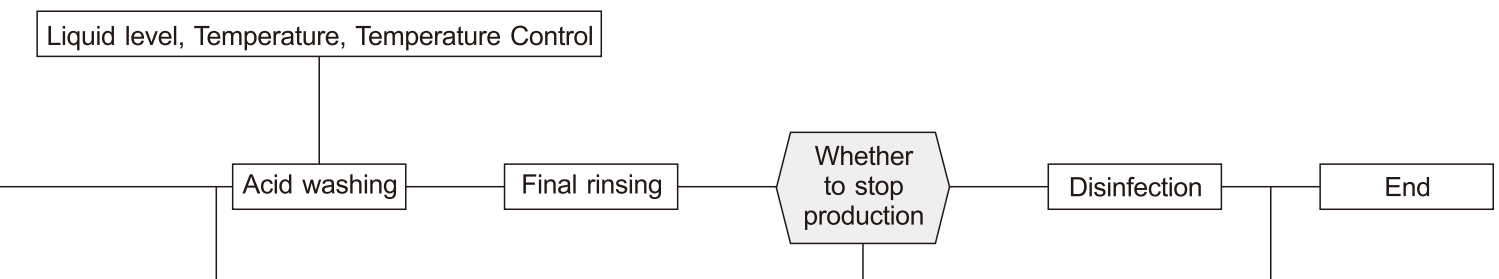 Liquid level, Temperature, Temperature Control
Acid washing
Final rinsing
Whether
to stop
production
Disinfection
End